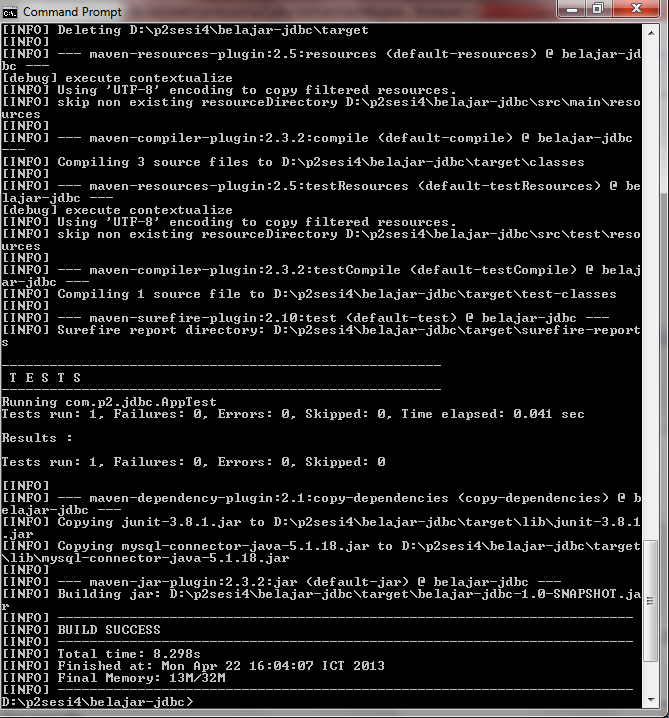 Command Prompt
[INFO] Deleting D:\p2sesi4\belajar-jdbc\target
[INFO]
[INFO] --- maven-resources-plugin:2.5:resources (default-resources) @ belajar-jd
bc ---
[debug] execute contextualize
[INFO] Using 'UTF-8' encoding to copy filtered resources.
[INFO] skip non existing resourceDirectory D:\p2sesi4\belajar-jdbc\src\main\reso
urces
[INFO]
[INFO] --- maven-compiler-plugin:2.3.2:compile (default-compile) @ belajar-jdbc
---
[INFO] Compiling 3 source files to D:\p2sesi4\belajar-jdbc\target\classes
[INFO]
[INFO] --- maven-resources-plugin:2.5:testResources (default-testResources) @ be
lajar-jdbc ---
[debug] execute contextualize
[INFO] Using 'UTF-8' encoding to copy filtered resources.
[INFO] skip non existing resourceDirectory D:\p2sesi4\belajar-jdbc\src\test\reso
urces
[INFO]
[INFO] --- maven-compiler-plugin:2.3.2:testCompile (default-testCompile) @ belaj
ar-jdbc ---
[INFO] Compiling 1 source file to D:\p2sesi4\belajar-jdbc\target\test-classes
[INFO]
[INFO] --- maven-surefire-plugin:2.10:test (default-test) @ belajar-jdbc ---
[INFO] Surefire report directory: D:\p2sesi4\belajar-jdbc\target\surefire-report
s
-------------------------------------------------------
T E S T S
-------------------------------------------------------
Running com.p2.jdbc.AppTest
Tests run: 1, Failures: 0, Errors: 0, Skipped: 0, Time elapsed: 0.041 sec
Results :
Tests run: 1, Failures: 0, Errors: 0, Skipped: 0
[INFO]
[INFO] --- maven-dependency-plugin:2.1:copy-dependencies (copy-dependencies) @ b
elajar-jdbc ---
[INFO] Copying junit-3.8.1.jar to D:\p2sesi4\belajar-jdbc\target\lib\junit-3.8.1
.jar
[INFO] Copying mysql-connector-java-5.1.18.jar to D:\p2sesi4\belajar-jdbc\target
\lib\mysql-connector-java-5.1.18.jar
[INFO]
[INFO] --- maven-jar-plugin:2.3.2:jar (default-jar) @ belajar-jdbc ---
[INFO] Building jar: D:\p2sesi4\belajar-jdbc\target\belajar-jdbc-1.0-SNAPSHOT.ja
r
[INFO] ------------------------------------------------------------------------
[INFO] BUILD SUCCESS
[INFO] ------------------------------------------------------------------------
[INFO] Total time: 8.298s
[INFO] Finished at: Mon Apr 22 16:04:07 ICT 2013
[INFO] Final Memory: 13M/32M
[INFO] ------------------------------------------------------------------------
D:\p2sesi4\belajar-jdbc>